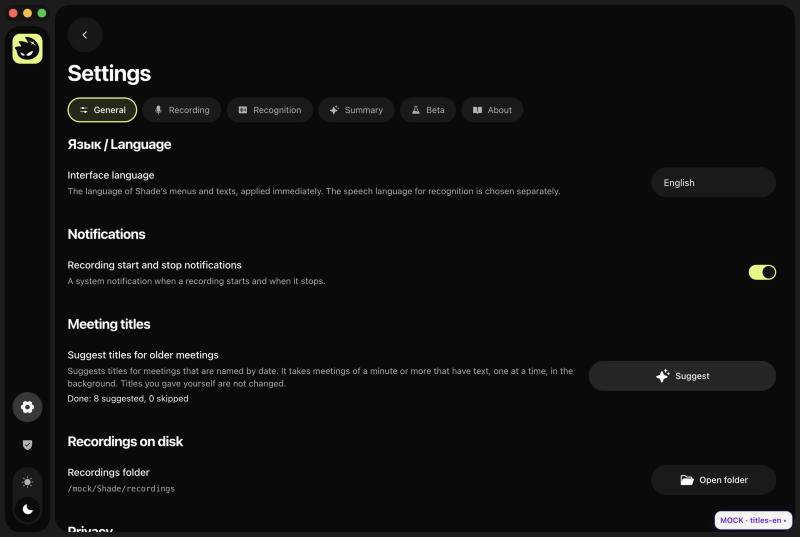 Settings
General
Recording
Recognition
Summary
Beta
About
Язык / Language
Interface language
The language of Shade's menus and texts, applied immediately. The speech language for recognition is chosen separately.
English
Notifications
Recording start and stop notifications
A system notification when a recording starts and when it stops.
Meeting titles
Suggest titles for older meetings
Suggests titles for meetings that are named by date. It takes meetings of a minute or more that have text, one at a time, in the
background. Titles you gave yourself are not changed.
Done: 8 suggested, 0 skipped
Suggest
Recordings on disk
Recordings folder
/mock/Shade/recordings
Open folder
Privacy
MOCK · titles-en •